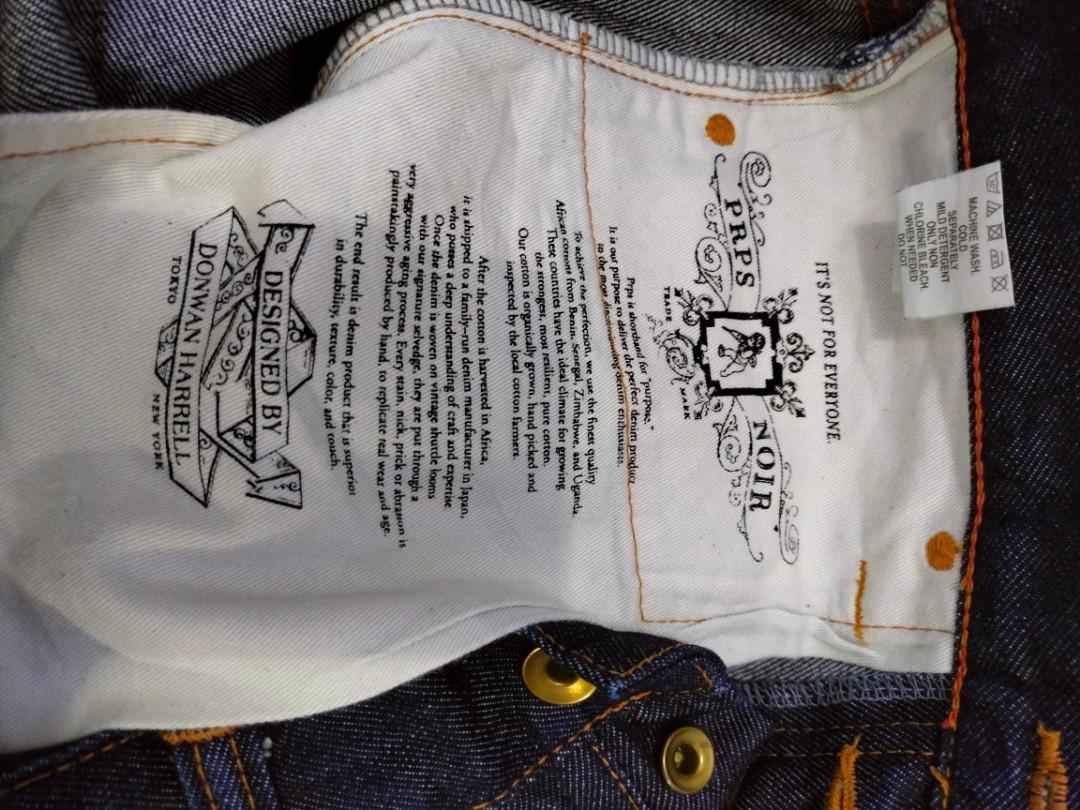 MACHINE WASH
COLD
SEPARATELY
MILD DETERGENT
ONLY NON
CHLORINE BLEACH
WHEN NEEDED
DO NOT
IT'S NOT FOR EVERYONE.
PRPS NOIR
TRADE MARK
Prps is shorthand for "purpose."
It is our purpose to deliver the perfect denim product
to the most discriminating denim enthusiasts.
To achieve the perfection, we use the finest quality
African cottons from Benin, Senegal, Zimbabwe, and Uganda.
These countries have the ideal climate for growing
the strongest, most resilient, pure cotton.
Our cotton is organically grown, hand picked and
inspected by the local cotton farmers.
After the cotton is harvested in Africa,
it is shipped to a family-run denim manufacturer in Japan,
who posses a deep understanding of craft and expertise
Once the denim is woven on vintage shuttle looms
with our signature selvedge, they are put through a
very aggressive aging process. Every stain, nick, prick or abrasion is
painstakingly produced by hand, to replicate real wear and age.
The end result is denim product that is superior
in durability, texture, color, and touch.
DESIGNED BY
DONWAN HARRELL
TOKYO NEW YORK